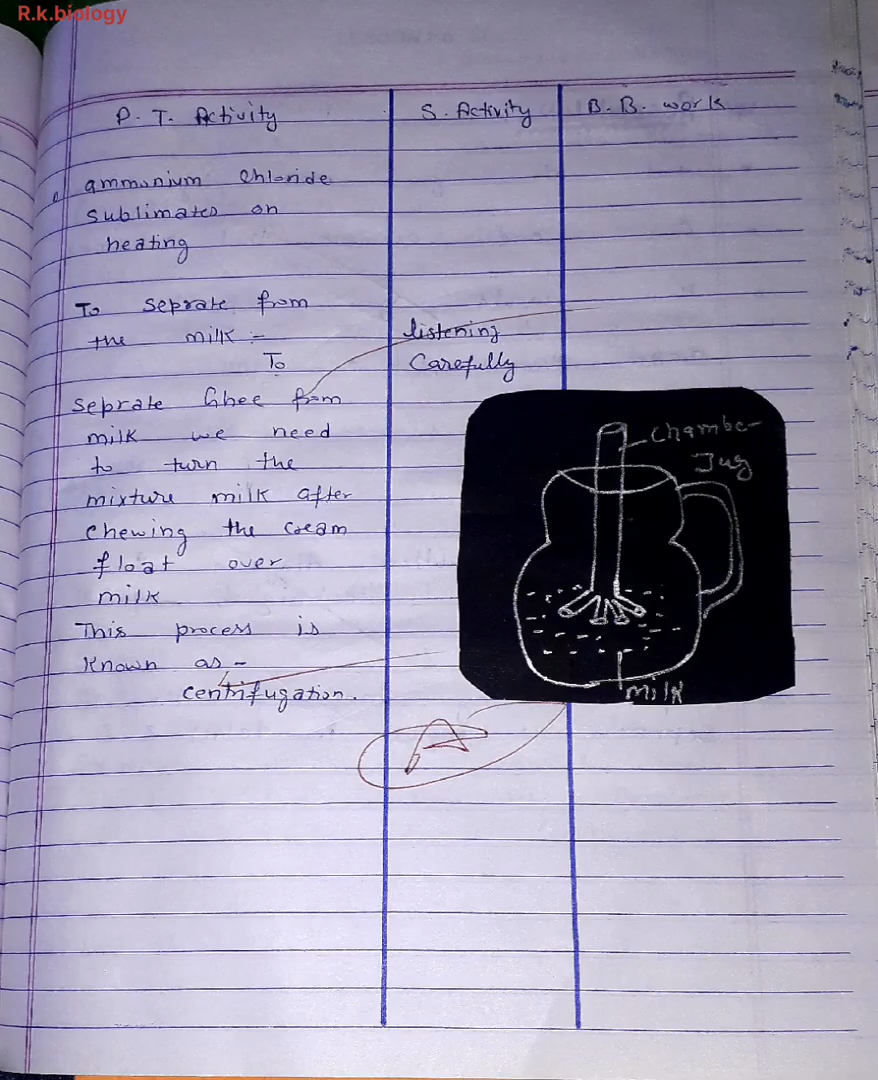 R.k.biology
P. T. Activity
S. Activity
B. B. work
ammonium Chloride
sublimates on
heating
To seprate from
the milk :-
To
seprate Ghee from
milk we need
to turn the
mixture milk after
chewing the cream
float over
milk
This process is
known as -
centrifugation.
listening
Carefully
Chambe-
Jug
milk